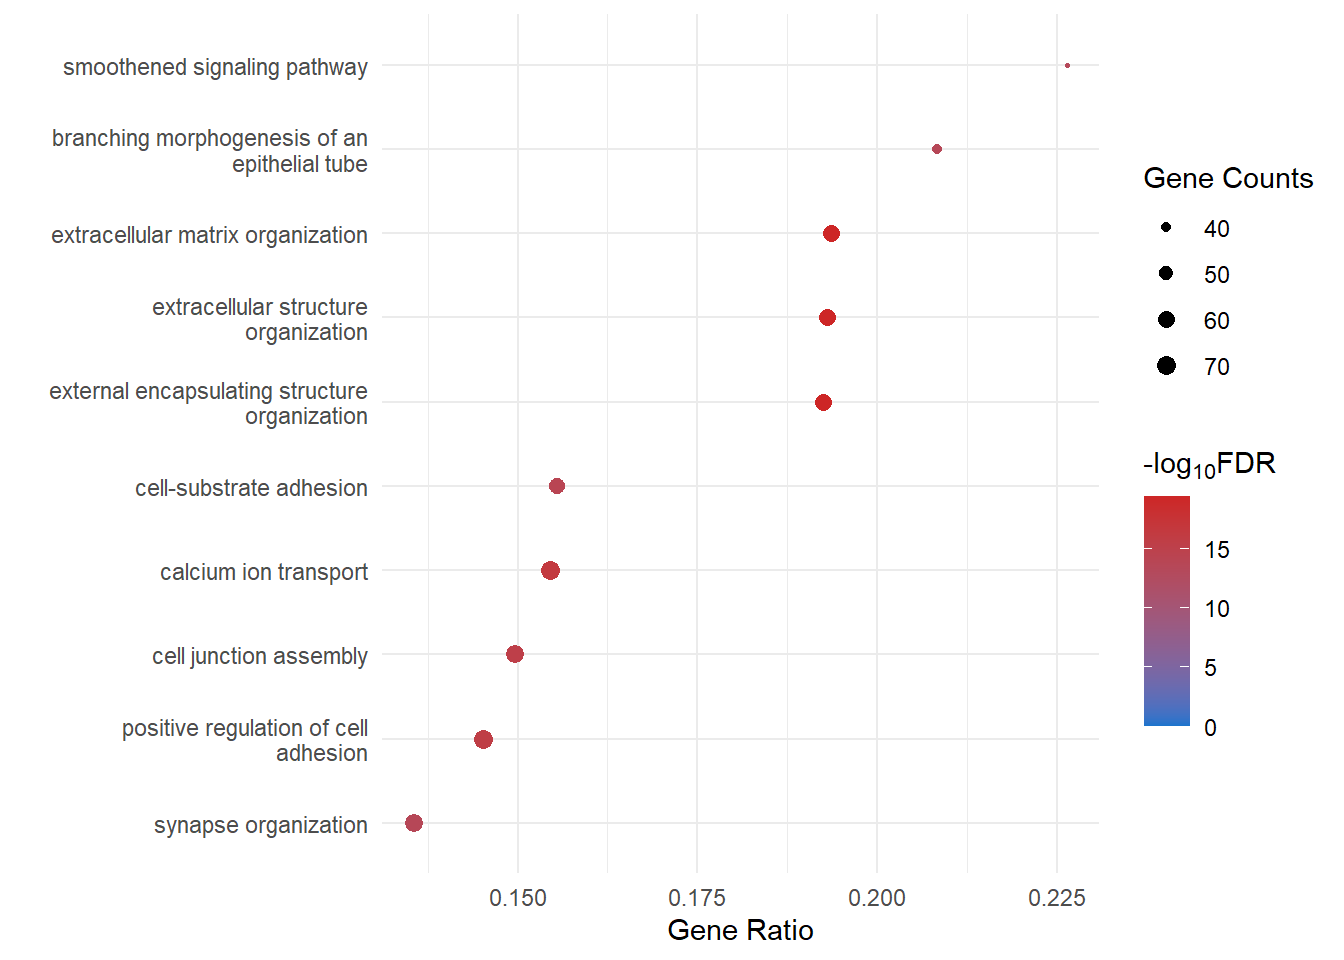 smoothened signaling pathway
branching morphogenesis of an
epithelial tube
extracellular matrix organization
extracellular structure
organization
external encapsulating structure
organization
cell-substrate adhesion
calcium ion transport
cell junction assembly
positive regulation of cell
adhesion
synapse organization
0.150 0.175 0.200 0.225
Gene Ratio
Gene Counts
40
50
60
70
-log₁₀FDR
15
10
5
0